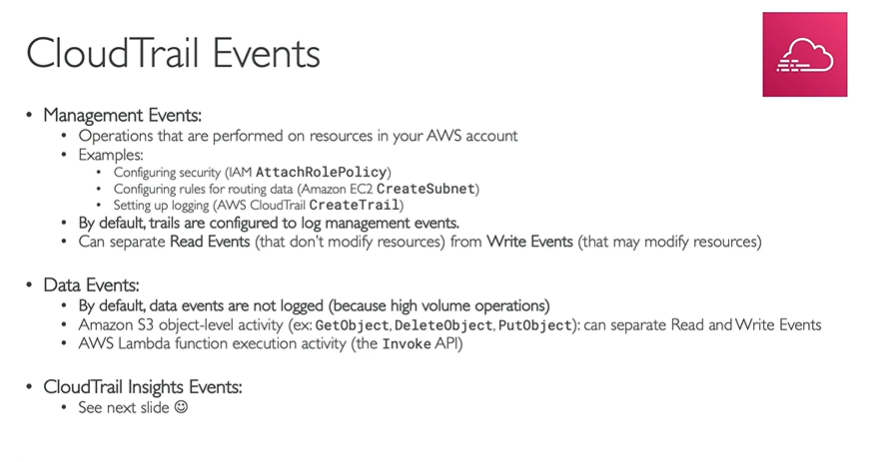 CloudTrail Events
• Management Events:
• Operations that are performed on resources in your AWS account
• Examples:
• Configuring security (IAM AttachRolePolicy)
• Configuring rules for routing data (Amazon EC2 CreateSubnet)
• Setting up logging (AWS CloudTrail CreateTrail)
• By default, trails are configured to log management events.
• Can separate Read Events (that don't modify resources) from Write Events (that may modify resources)
• Data Events:
• By default, data events are not logged (because high volume operations)
• Amazon S3 object-level activity (ex: GetObject, DeleteObject, PutObject): can separate Read and Write Events
• AWS Lambda function execution activity (the Invoke API)
• CloudTrail Insights Events:
• See next slide ☺